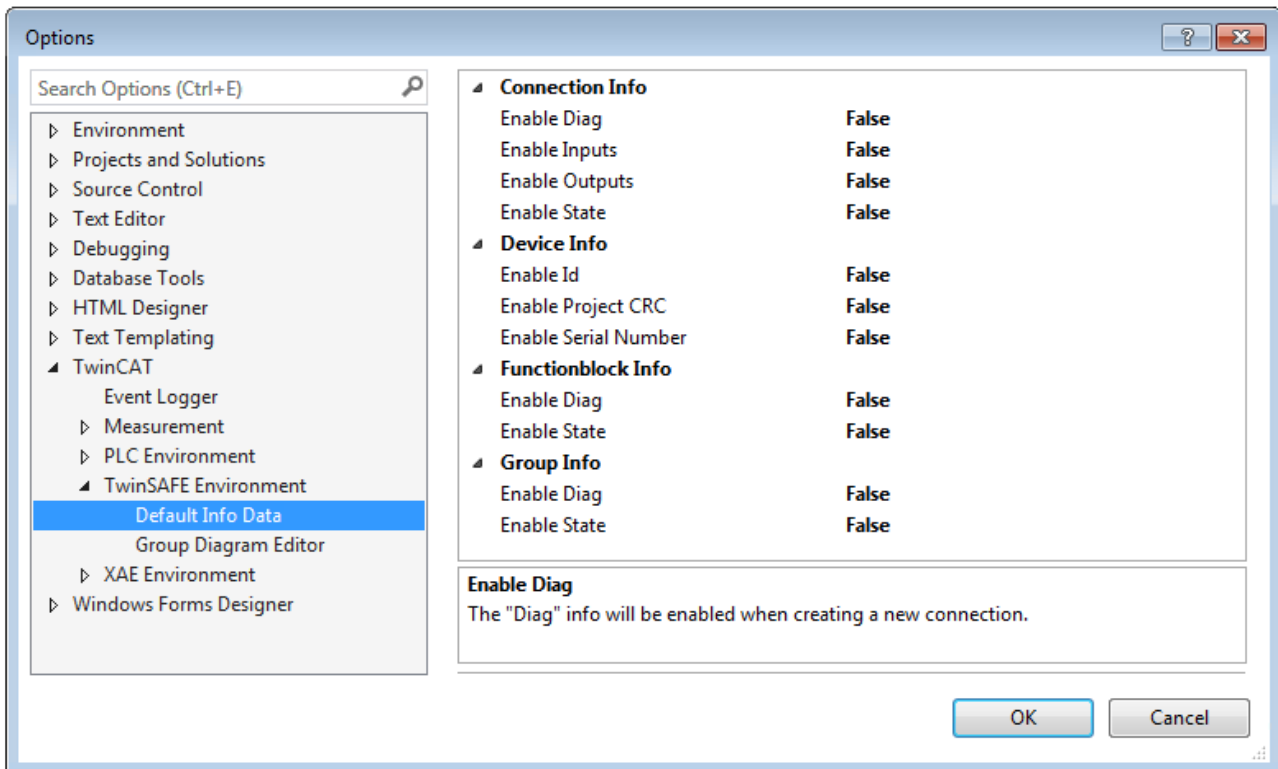 Options
Search Options (Ctrl+E)
Environment
Projects and Solutions
Source Control
Text Editor
Debugging
Database Tools
HTML Designer
Text Templating
TwinCAT
Event Logger
Measurement
PLC Environment
TwinSAFE Environment
Default Info Data
Group Diagram Editor
XAE Environment
Windows Forms Designer
Connection Info
Enable Diag False
Enable Inputs False
Enable Outputs False
Enable State False
Device Info
Enable Id False
Enable Project CRC False
Enable Serial Number False
Functionblock Info
Enable Diag False
Enable State False
Group Info
Enable Diag False
Enable State False
Enable Diag
The "Diag" info will be enabled when creating a new connection.
OK Cancel